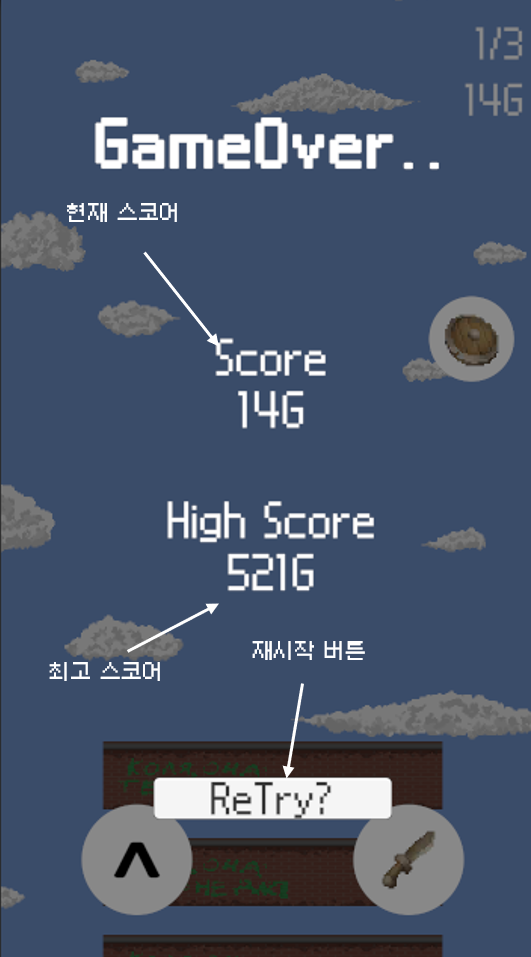 1/3
14G
GameOver..
현재 스코어
Score
14G
High Score
521G
재시작 버튼
최고 스코어
ReTry?